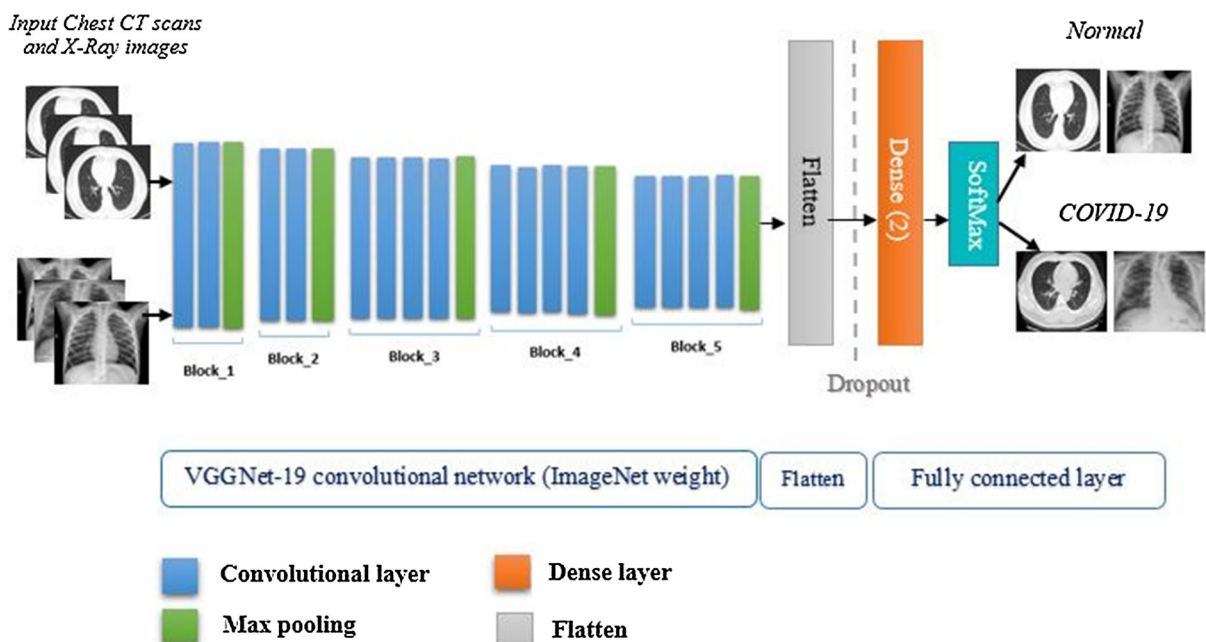 Input Chest CT scans
and X-Ray images
Normal
COVID-19
Flatten
Dense (2)
SoftMax
Block_1
Block_2
Block_3
Block_4
Block_5
Dropout
VGGNet-19 convolutional network (ImageNet weight)
Flatten
Fully connected layer
Convolutional layer
Dense layer
Max pooling
Flatten